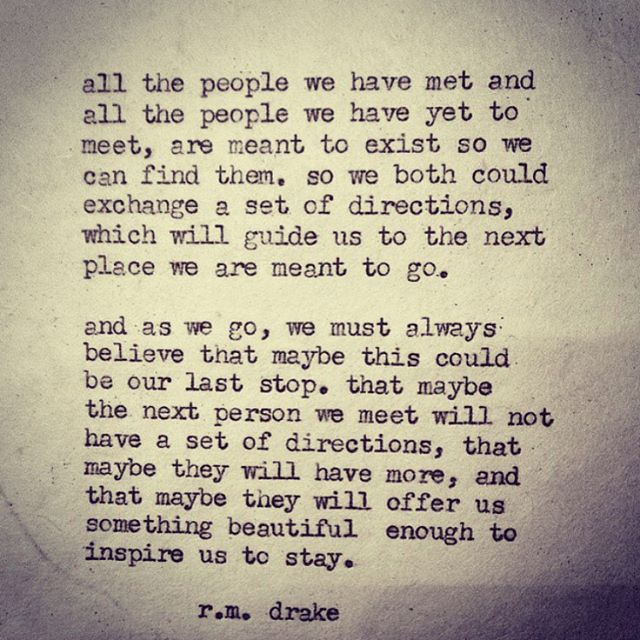 all the people we have met and
all the people we have yet to
meet, are meant to exist so we
can find them. so we both could
exchange a set of directions,
which will guide us to the next
place we are meant to go.
and as we go, we must always
believe that maybe this could
be our last stop. that maybe
the next person we meet will not
have a set of directions, that
maybe they will have more, and
that maybe they will offer us
something beautiful enough to
inspire us to stay.
r.m. drake